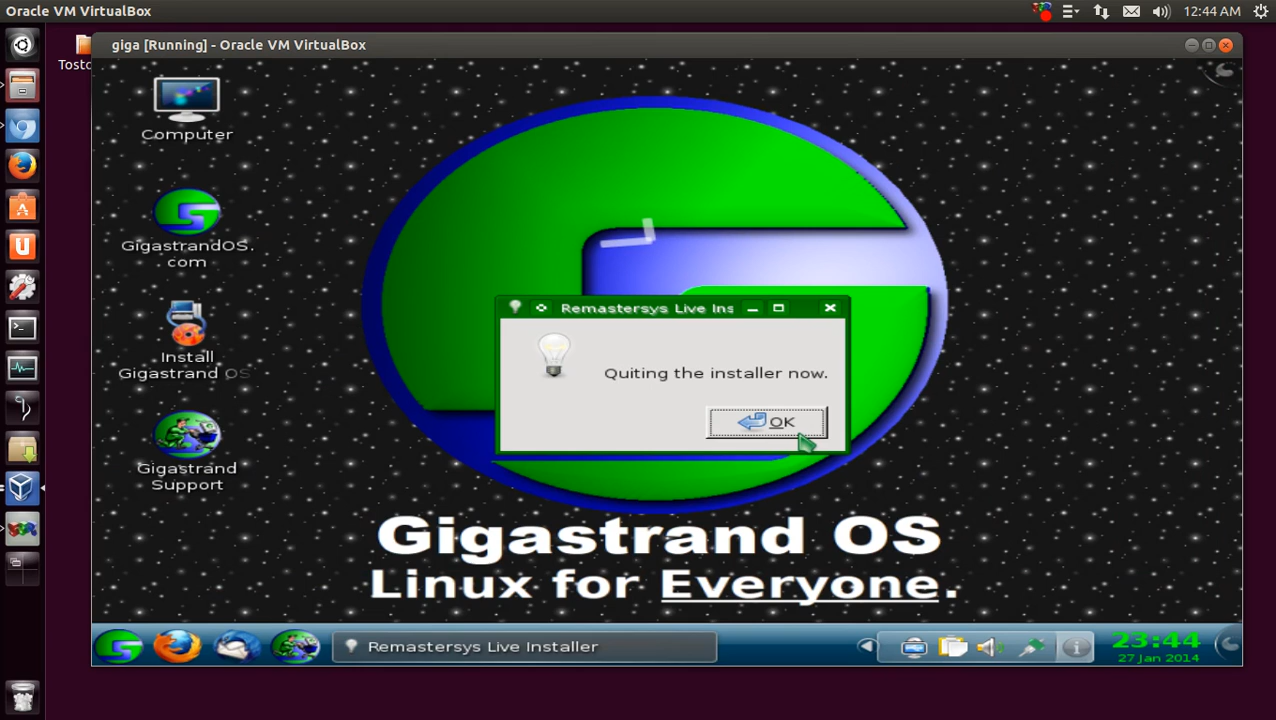 Oracle VM VirtualBox
12:44 AM
Tosto
giga [Running] - Oracle VM VirtualBox
Computer
GigastrandOS.
com
Install
Gigastrand OS
Gigastrand
Support
Remastersys Live Ins
Quiting the installer now.
OK
Gigastrand OS
Linux for Everyone.
Remastersys Live Installer
23:44
27 Jan 2014